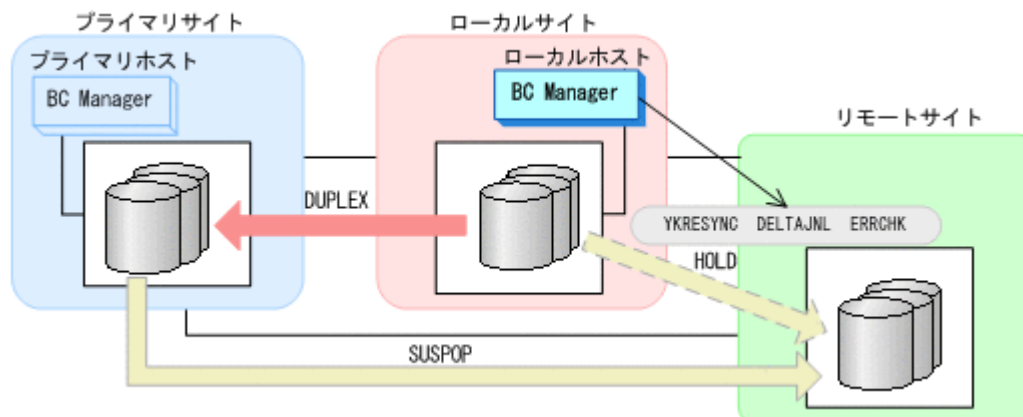 プライマリサイト
ローカルサイト
プライマリホスト
ローカルホスト
BC Manager
BC Manager
リモートサイト
DUPLEX
YKRESYNC DELTAJNL ERRCHK
HOLD
SUSPOP